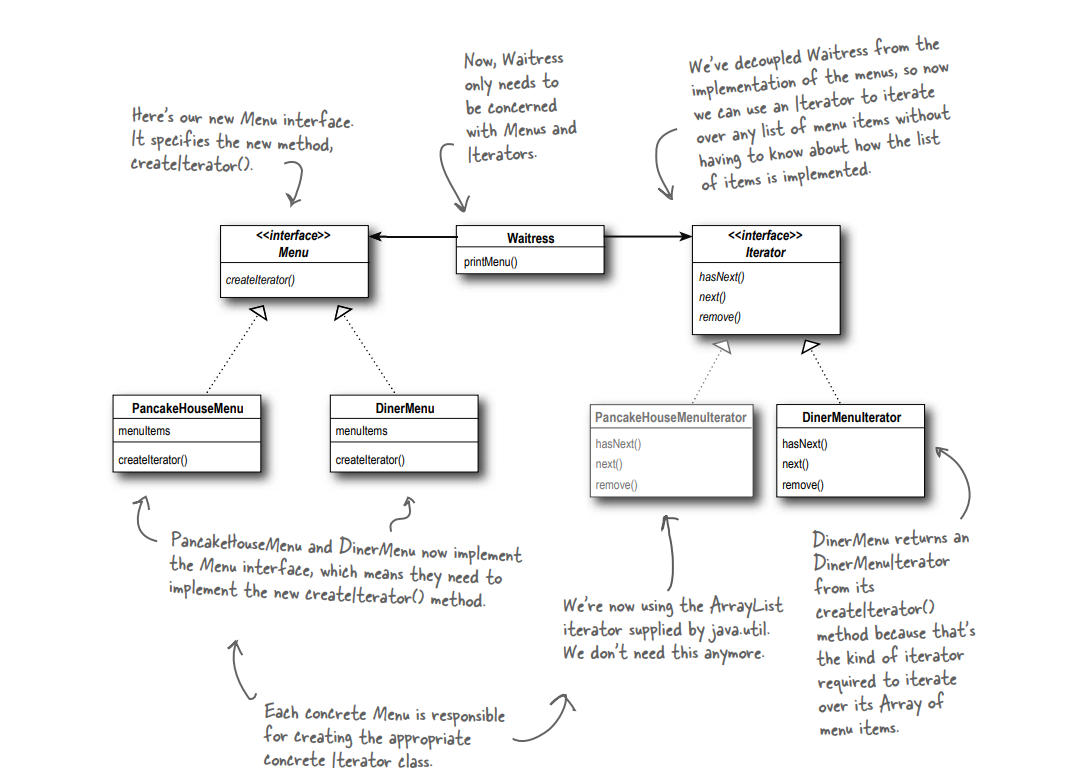 Here's our new Menu interface.
It specifies the new method,
createIterator().
Now, Waitress
only needs to
be concerned
with Menus and
Iterators.
We've decoupled Waitress from the
implementation of the menus, so now
we can use an Iterator to iterate
over any list of menu items without
having to know about how the list
of items is implemented.
<<interface>>
Menu
createIterator()
Waitress
printMenu()
<<interface>>
Iterator
hasNext()
next()
remove()
PancakeHouseMenu
menuItems
createIterator()
DinerMenu
menuItems
createIterator()
PancakeHouseMenuIterator
hasNext()
next()
remove()
DinerMenuIterator
hasNext()
next()
remove()
PancakeHouseMenu and DinerMenu now implement
the Menu interface, which means they need to
implement the new createIterator() method.
We're now using the ArrayList
iterator supplied by java.util.
We don't need this anymore.
DinerMenu returns an
DinerMenuIterator
from its
createIterator()
method because that's
the kind of iterator
required to iterate
over its Array of
menu items.
Each concrete Menu is responsible
for creating the appropriate
concrete Iterator class.